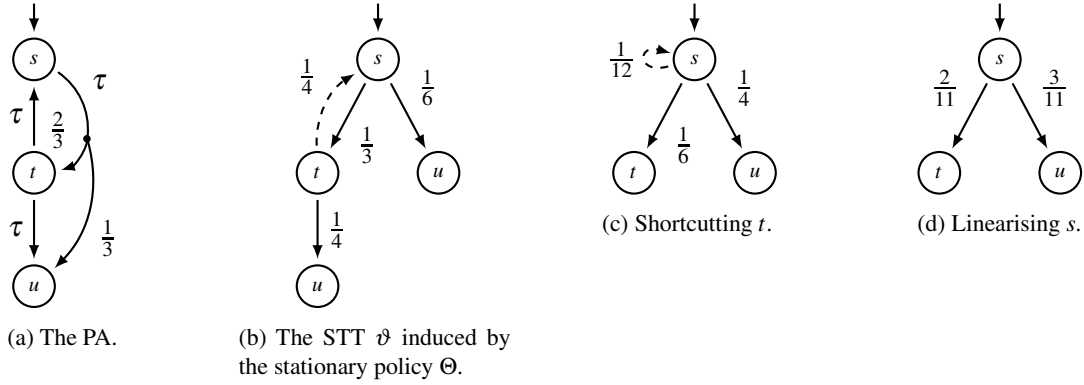 s
τ
τ
2/3
t
τ
1/3
u
(a) The PA.
s
1/4
1/6
1/3
t
u
1/4
u
(b) The STT ϑ induced by
the stationary policy Θ.
1/12
s
1/4
1/6
t
u
(c) Shortcutting t.
s
2/11
3/11
t
u
(d) Linearising s.